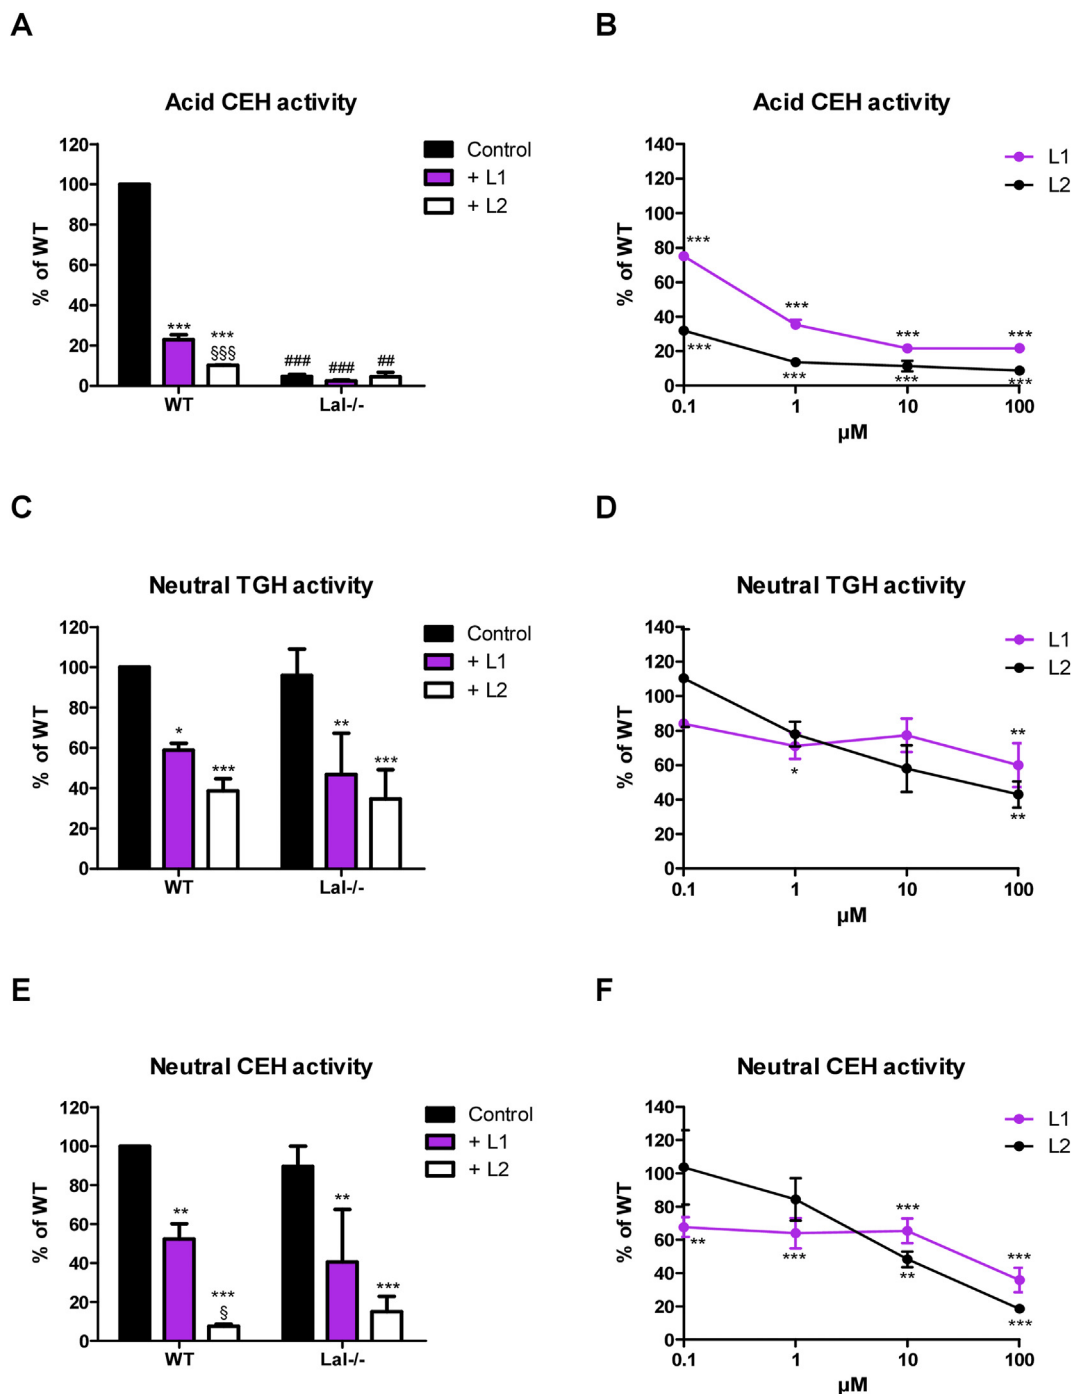 A
Acid CEH activity
% of WT
120
100
80
60
40
20
0
Control
+ L1
+ L2
***
***
§§§
###
###
##
WT
Lal-/-
B
Acid CEH activity
% of WT
140
120
100
80
60
40
20
0
L1
L2
***
***
***
***
***
***
***
***
0.1
1
10
100
µM
C
Neutral TGH activity
% of WT
120
100
80
60
40
20
0
Control
+ L1
+ L2
*
***
**
***
WT
Lal-/-
D
Neutral TGH activity
% of WT
140
120
100
80
60
40
20
0
L1
L2
*
**
**
0.1
1
10
100
µM
E
Neutral CEH activity
% of WT
120
100
80
60
40
20
0
Control
+ L1
+ L2
**
***
§
**
***
WT
Lal-/-
F
Neutral CEH activity
% of WT
140
120
100
80
60
40
20
0
L1
L2
**
***
***
**
***
***
0.1
1
10
100
µM